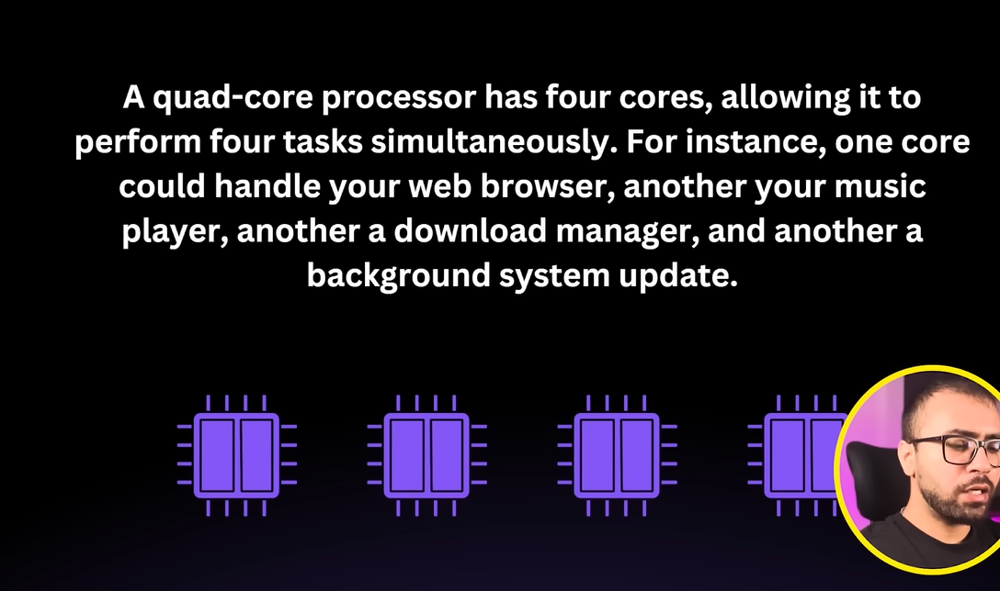 A quad-core processor has four cores, allowing it to
perform four tasks simultaneously. For instance, one core
could handle your web browser, another your music
player, another a download manager, and another a
background system update.